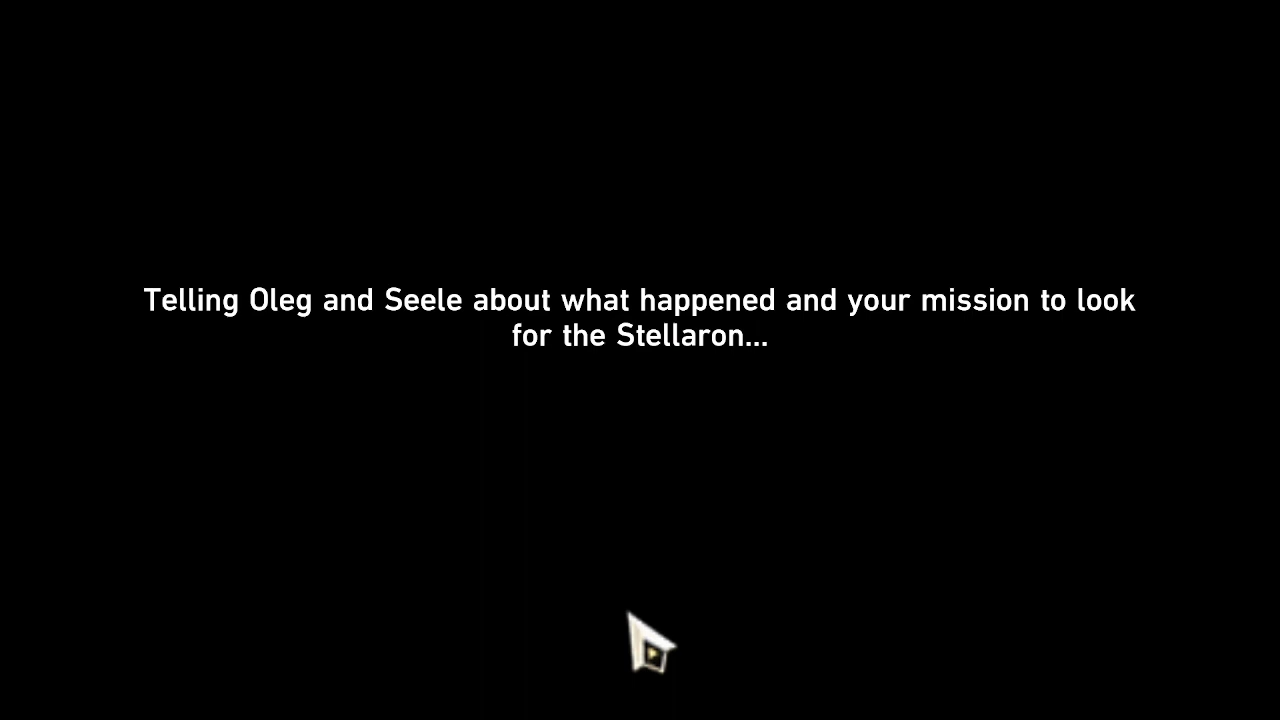 Telling Oleg and Seele about what happened and your mission to look
for the Stellaron...